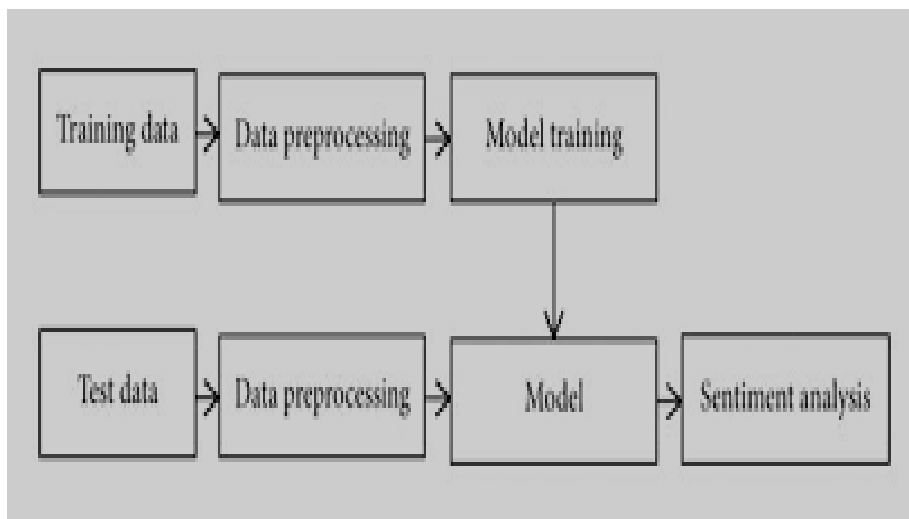 Training data
Data preprocessing
Model training
Test data
Data preprocessing
Model
Sentiment analysis